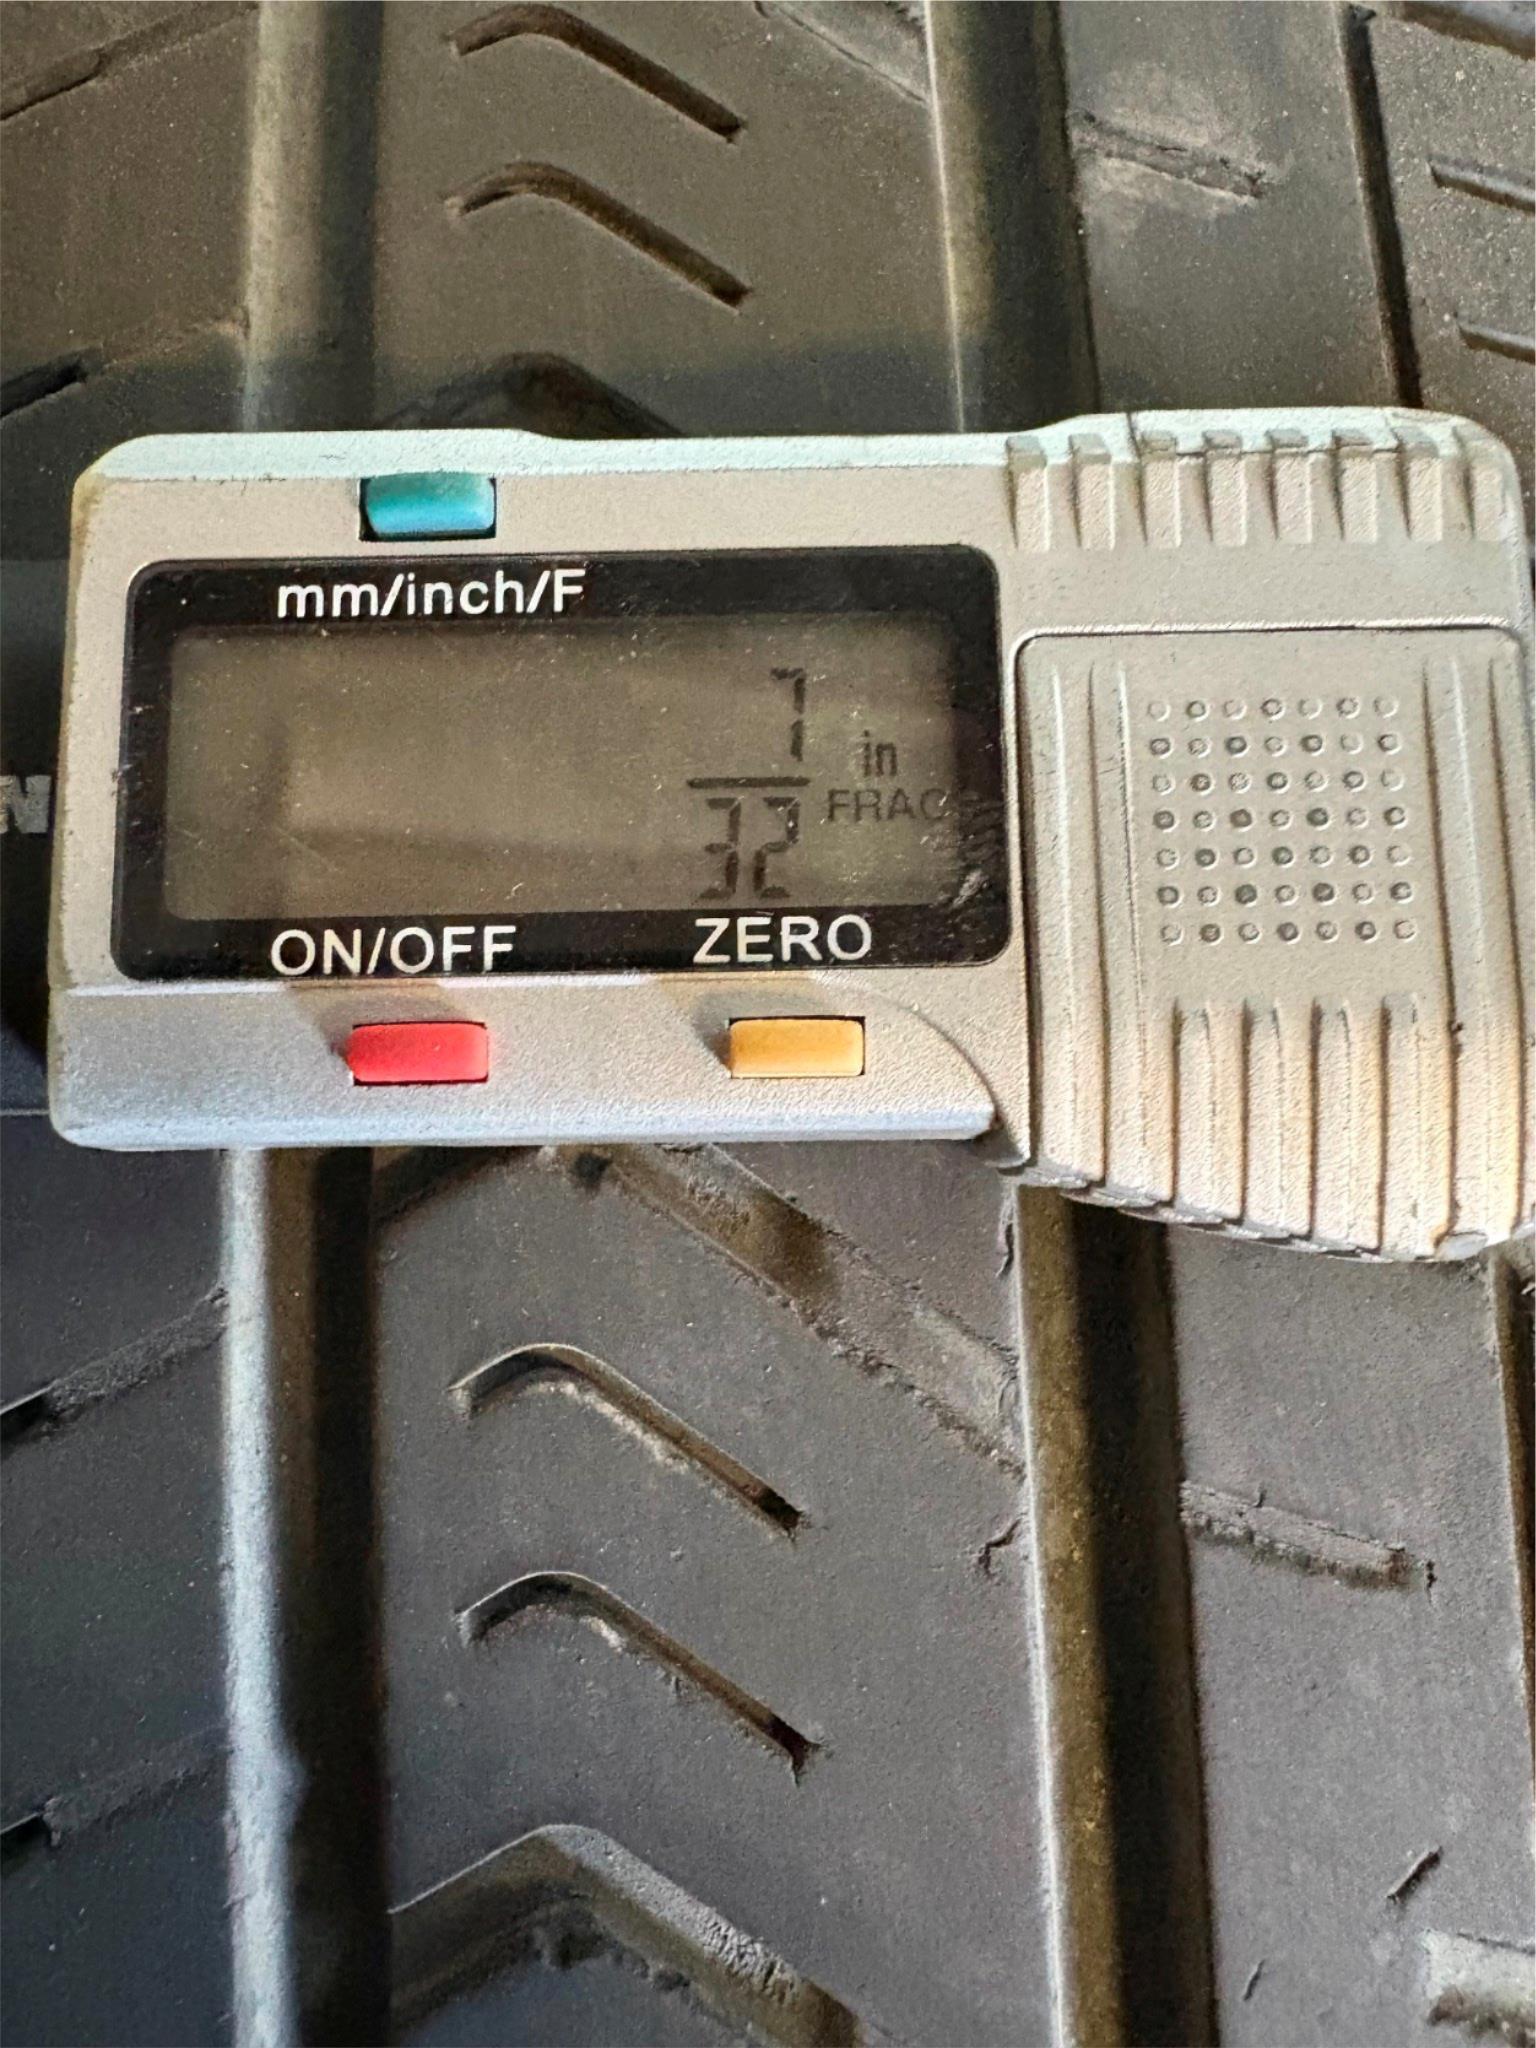 mm/inch/F
7
in
32
FRAC
ON/OFF
ZERO